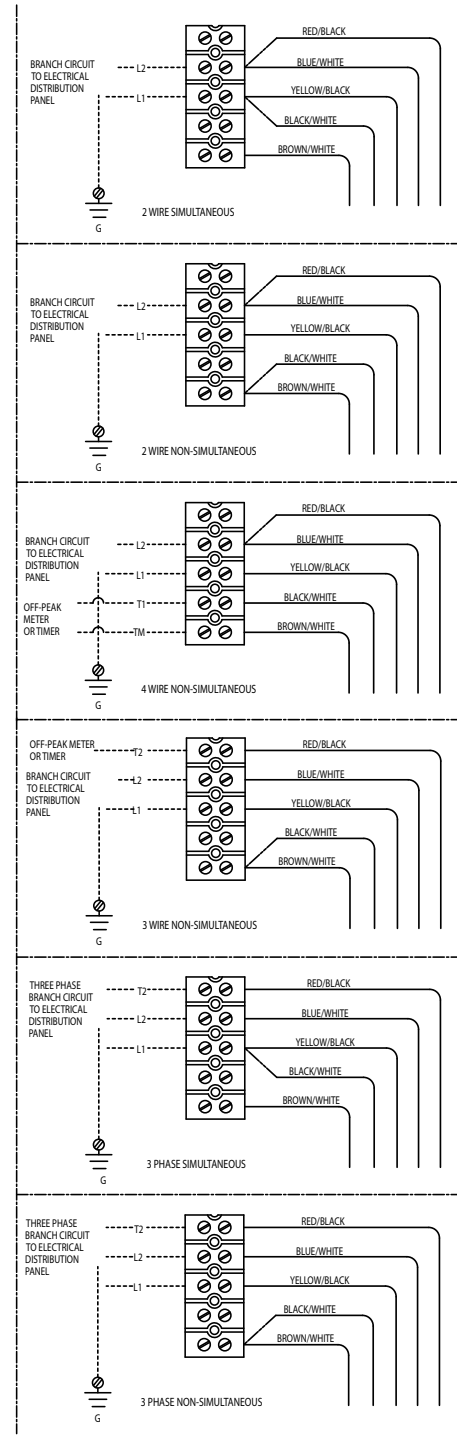 RED/BLACK
BRANCH CIRCUIT
TO ELECTRICAL
DISTRIBUTION
PANEL
L2
BLUE/WHITE
L1
YELLOW/BLACK
BLACK/WHITE
BROWN/WHITE
G
2 WIRE SIMULTANEOUS
RED/BLACK
BRANCH CIRCUIT
TO ELECTRICAL
DISTRIBUTION
PANEL
L2
BLUE/WHITE
L1
YELLOW/BLACK
BLACK/WHITE
BROWN/WHITE
G
2 WIRE NON-SIMULTANEOUS
RED/BLACK
BRANCH CIRCUIT
TO ELECTRICAL
DISTRIBUTION
PANEL
L2
BLUE/WHITE
L1
YELLOW/BLACK
OFF-PEAK
METER
OR TIMER
T1
BLACK/WHITE
TM
BROWN/WHITE
G
4 WIRE NON-SIMULTANEOUS
OFF-PEAK METER
OR TIMER
T2
RED/BLACK
BRANCH CIRCUIT
TO ELECTRICAL
DISTRIBUTION
PANEL
L2
BLUE/WHITE
L1
YELLOW/BLACK
BLACK/WHITE
BROWN/WHITE
G
3 WIRE NON-SIMULTANEOUS
THREE PHASE
BRANCH CIRCUIT
TO ELECTRICAL
DISTRIBUTION
PANEL
T2
RED/BLACK
L2
BLUE/WHITE
L1
YELLOW/BLACK
BLACK/WHITE
BROWN/WHITE
G
3 PHASE SIMULTANEOUS
THREE PHASE
BRANCH CIRCUIT
TO ELECTRICAL
DISTRIBUTION
PANEL
T2
RED/BLACK
L2
BLUE/WHITE
L1
YELLOW/BLACK
BLACK/WHITE
BROWN/WHITE
G
3 PHASE NON-SIMULTANEOUS